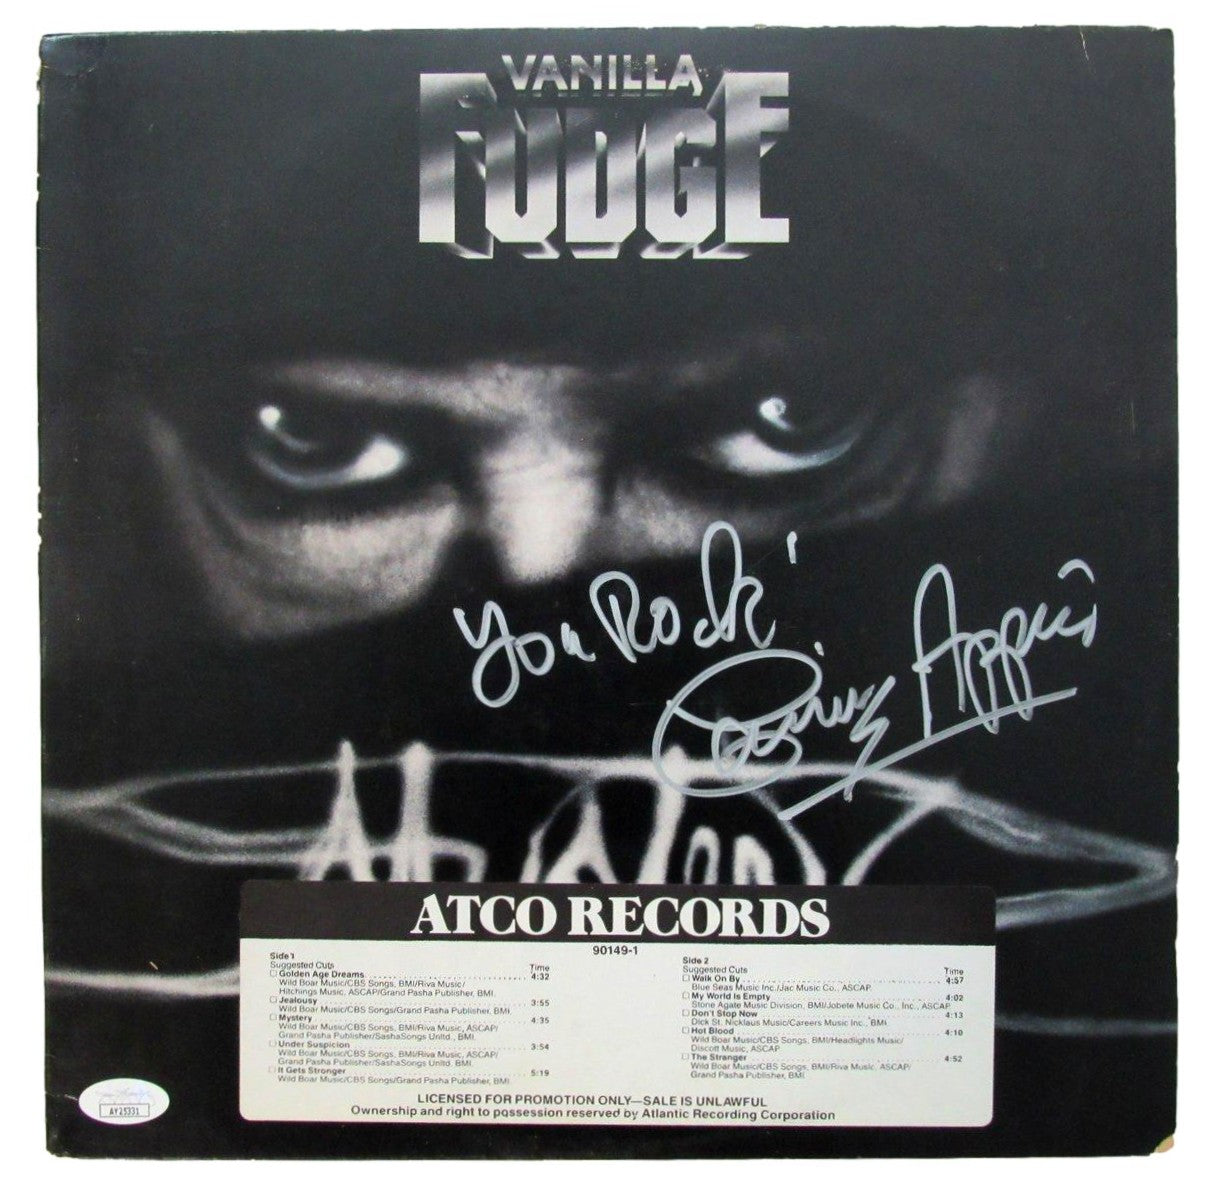 VANILLA
FUDGE
You Rock!
Carmine Appice
ATCO RECORDS
90149-1
Side 1
Suggested Cuts Time
☐ Golden Age Dreams 4:32
Wild Boar Music/CBS Songs, BMI/Riva Music/
Hitchings Music, ASCAP/Grand Pasha Publisher, BMI.
☐ Jealousy 3:55
Wild Boar Music/CBS Songs/Grand Pasha Publisher, BMI.
☐ Mystery 4:35
Wild Boar Music/CBS Songs, BMI/Riva Music, ASCAP/
Grand Pasha Publisher/SashaSongs Unltd., BMI.
☐ Under Suspicion 3:54
Wild Boar Music/CBS Songs, BMI/Riva Music, ASCAP/
Grand Pasha Publisher/SashaSongs Unltd. BMI.
☐ It Gets Stronger 5:19
Wild Boar Music/CBS Songs/Grand Pasha Publisher, BMI.
Side 2
Suggested Cuts Time
☐ Walk On By 4:57
Blue Seas Music Inc./Jac Music Co., ASCAP.
☐ My World Is Empty 4:02
Stone Agate Music Division, BMI/Jobete Music Co., Inc., ASCAP
☐ Don't Stop Now 4:13
Dick St. Nicklaus Music/Careers Music Inc., BMI.
☐ Hot Blood 4:10
Wild Boar Music/CBS Songs, BMI/Headlights Music/
Discott Music, ASCAP
☐ The Stranger 4:52
Wild Boar Music/CBS Songs, BMI/Riva Music, ASCAP/
Grand Pasha Publisher, BMI.
LICENSED FOR PROMOTION ONLY—SALE IS UNLAWFUL
Ownership and right to possession reserved by Atlantic Recording Corporation
AY25331